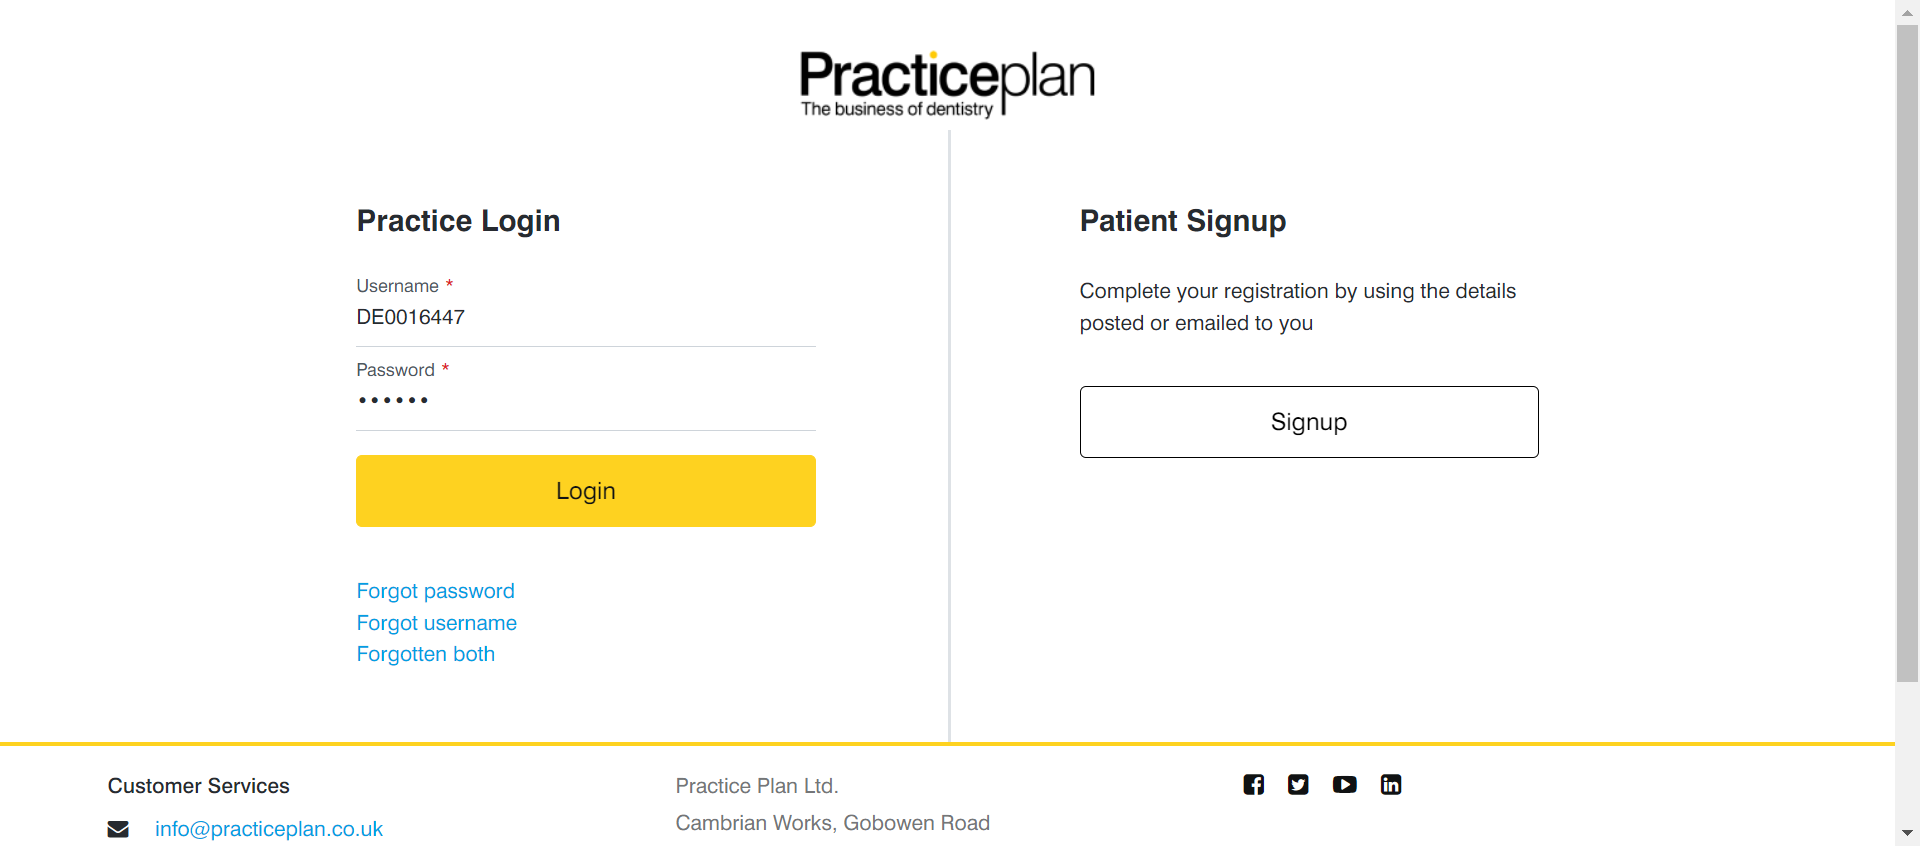 Practiceplan
The business of dentistry
Practice Login
Username *
DE0016447
Password *
••••••
Login
Forgot password
Forgot username
Forgotten both
Patient Signup
Complete your registration by using the details
posted or emailed to you
Signup
Customer Services
info@practiceplan.co.uk
Practice Plan Ltd.
Cambrian Works, Gobowen Road